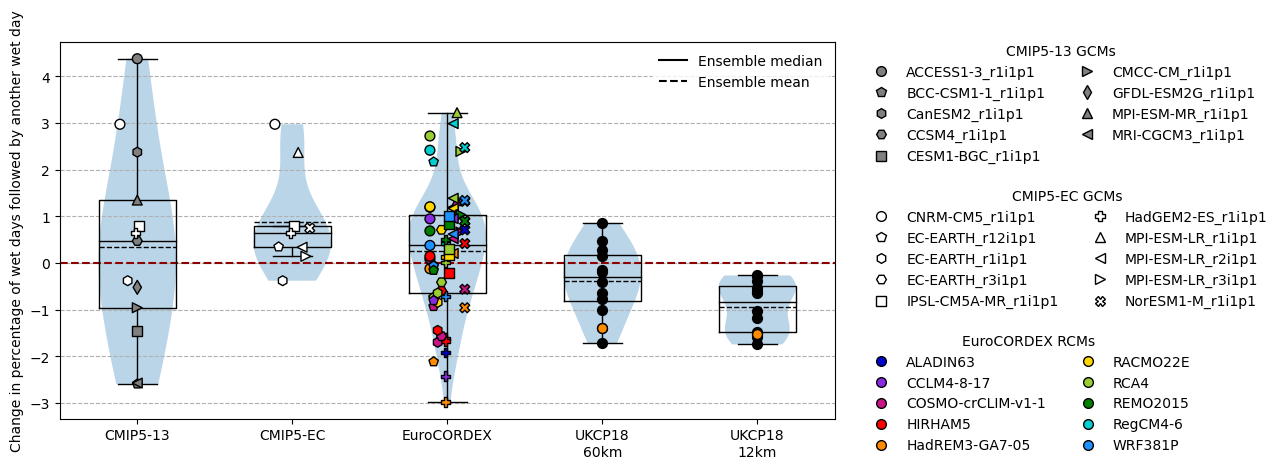 Change in percentage of wet days followed by another wet day
4
3
2
1
0
−1
−2
−3
CMIP5-13
CMIP5-EC
EuroCORDEX
UKCP18
60km
UKCP18
12km
Ensemble median
Ensemble mean
CMIP5-13 GCMs
ACCESS1-3_r1i1p1
BCC-CSM1-1_r1i1p1
CanESM2_r1i1p1
CCSM4_r1i1p1
CESM1-BGC_r1i1p1
CMCC-CM_r1i1p1
GFDL-ESM2G_r1i1p1
MPI-ESM-MR_r1i1p1
MRI-CGCM3_r1i1p1
CMIP5-EC GCMs
CNRM-CM5_r1i1p1
EC-EARTH_r12i1p1
EC-EARTH_r1i1p1
EC-EARTH_r3i1p1
IPSL-CM5A-MR_r1i1p1
HadGEM2-ES_r1i1p1
MPI-ESM-LR_r1i1p1
MPI-ESM-LR_r2i1p1
MPI-ESM-LR_r3i1p1
NorESM1-M_r1i1p1
EuroCORDEX RCMs
ALADIN63
CCLM4-8-17
COSMO-crCLIM-v1-1
HIRHAM5
HadREM3-GA7-05
RACMO22E
RCA4
REMO2015
RegCM4-6
WRF381P